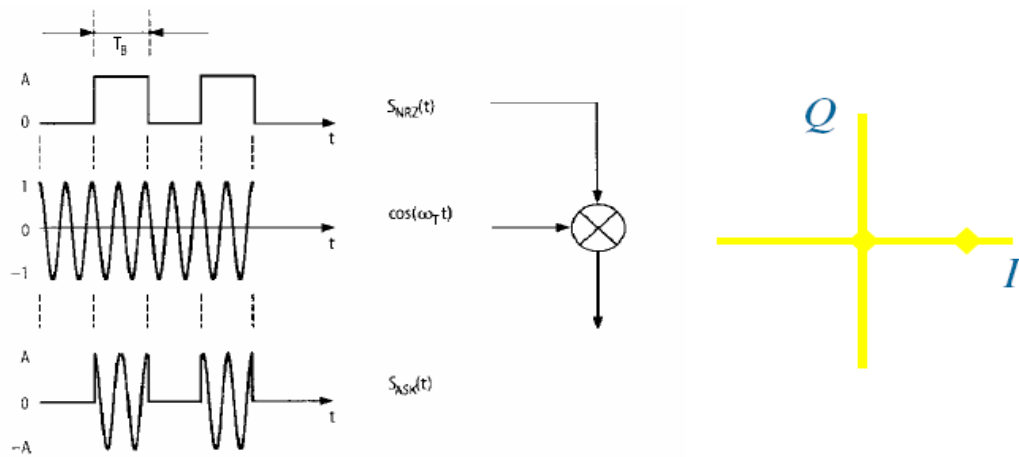 T_B
A
0
t
S_NRZ(t)
1
0
-1
t
cos(ω_T t)
A
0
-A
t
S_ASK(t)
Q
I